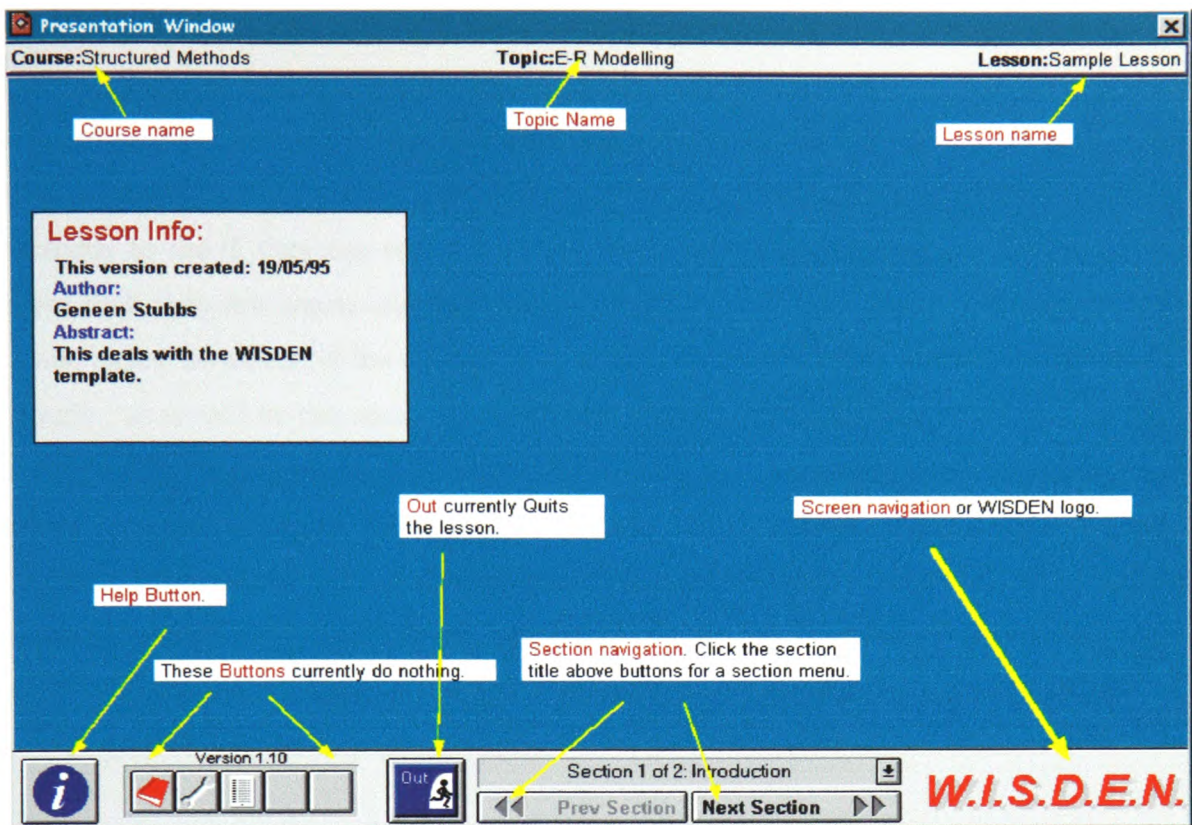 Presentation Window
Course:Structured Methods
Topic:E-R Modelling
Lesson:Sample Lesson
Course name
Topic Name
Lesson name
Lesson Info:
This version created: 19/05/95
Author:
Geneen Stubbs
Abstract:
This deals with the WISDEN
template.
Out currently Quits
the lesson.
Screen navigation or WISDEN logo.
Help Button.
Section navigation. Click the section
title above buttons for a section menu.
These Buttons currently do nothing.
Version 1.10
i
Out
Section 1 of 2: Introduction
Prev Section
Next Section
W.I.S.D.E.N.